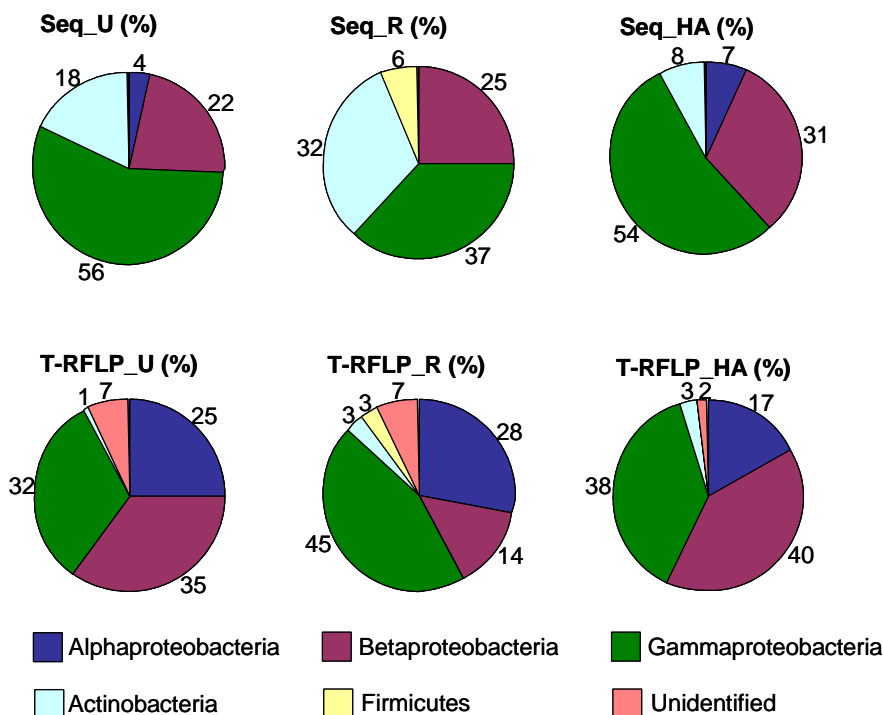 Seq_U (%)
Seq_R (%)
Seq_HA (%)
18
4
22
56
6
25
32
37
8
7
31
54
T-RFLP_U (%)
T-RFLP_R (%)
T-RFLP_HA (%)
1
7
25
32
35
3
3
7
28
45
14
3
2
17
38
40
Alphaproteobacteria
Betaproteobacteria
Gammaproteobacteria
Actinobacteria
Firmicutes
Unidentified